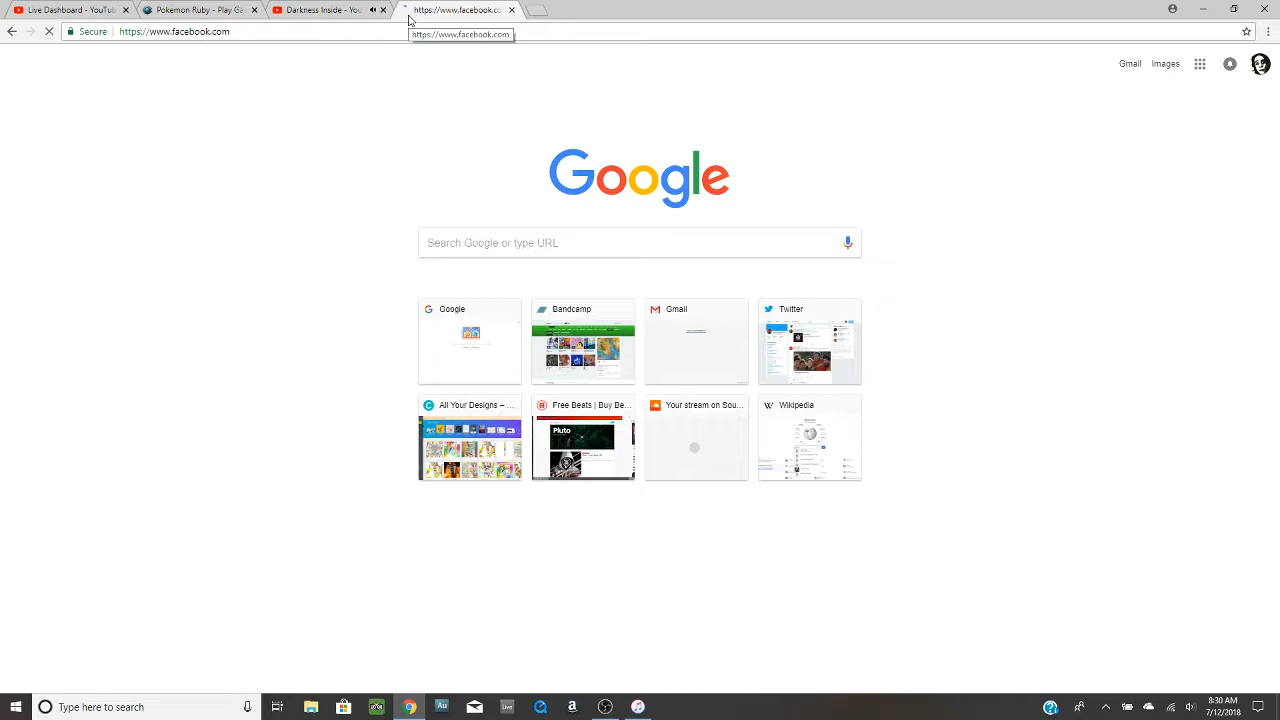 Live Dashboard - YouTub
Pokemon Ruby - Play Ga
Darkness Inside - You
https://www.facebook.co
Secure
https://www.facebook.com
https://www.facebook.com
Gmail
Images
Google
Search Google or type URL
Google
Bandcamp
Gmail
Twitter
Pluto
All Your Designs – ...
Free Beats | Buy Be...
Your stream on Sou...
Wikipedia
Type here to search
Au
Live
8:30 AM
7/12/2018